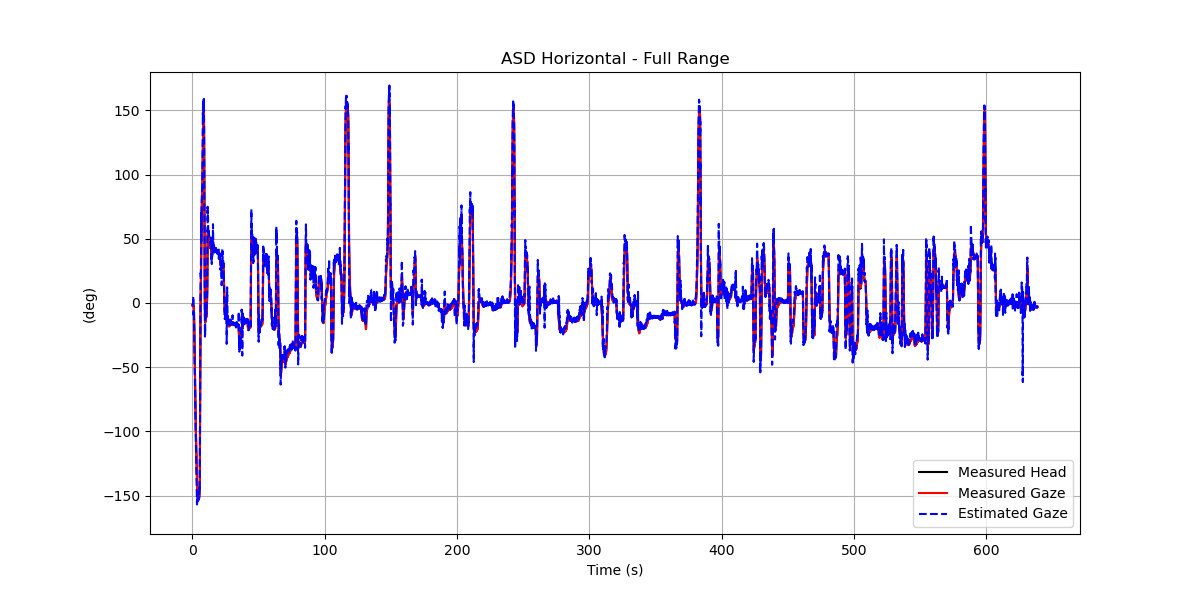 ASD Horizontal - Full Range
(deg)
150
100
50
0
−50
−100
−150
0 100 200 300 400 500 600
Time (s)
Measured Head
Measured Gaze
Estimated Gaze